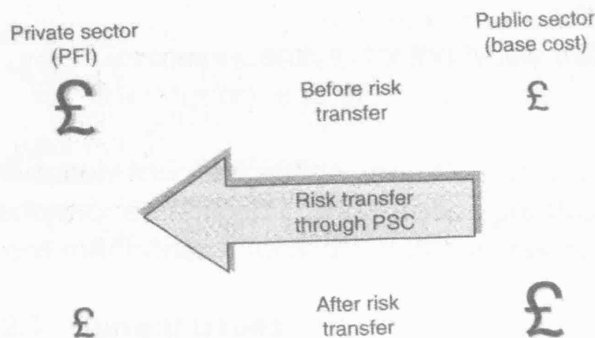 Private sector
(PFI)
Public sector
(base cost)
£
Before risk
transfer
£
Risk transfer
through PSC
£
After risk
transfer
£